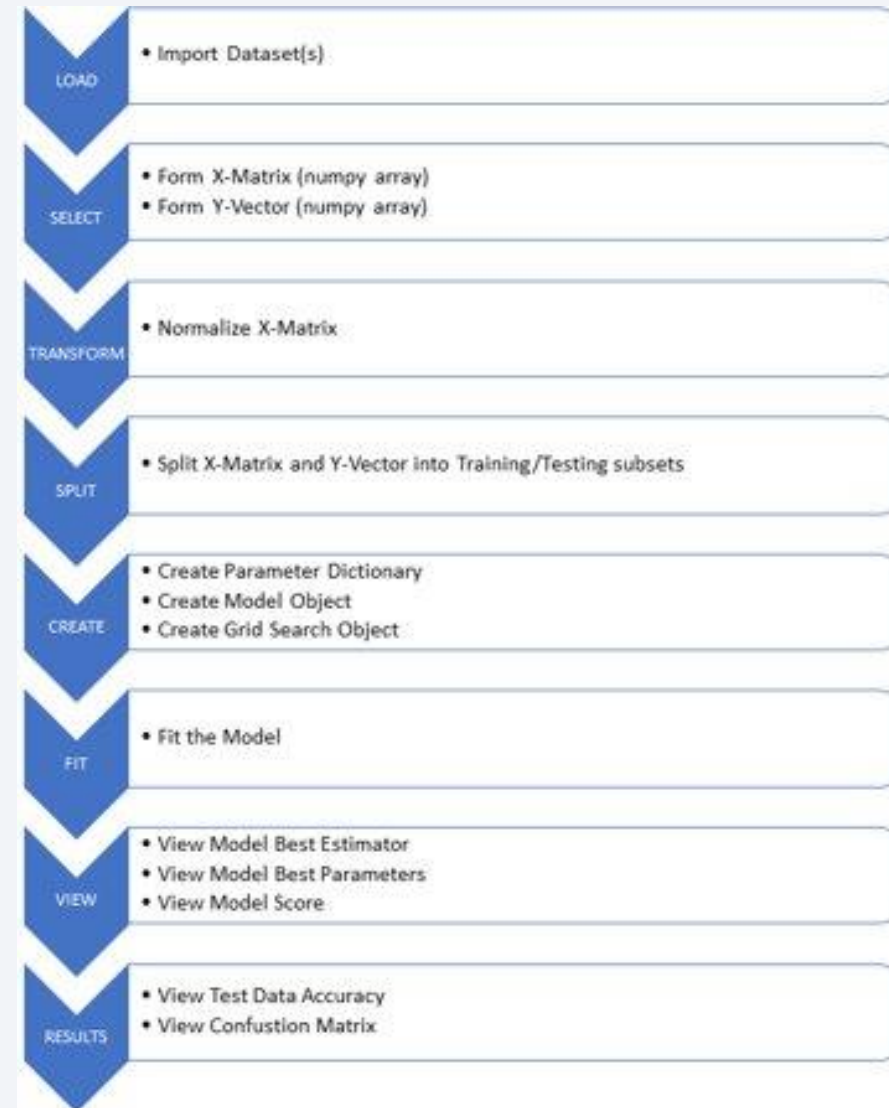 LOAD
• Import Dataset(s)
SELECT
• Form X-Matrix (numpy array)
• Form Y-Vector (numpy array)
TRANSFORM
• Normalize X-Matrix
SPLIT
• Split X-Matrix and Y-Vector into Training/Testing subsets
CREATE
• Create Parameter Dictionary
• Create Model Object
• Create Grid Search Object
FIT
• Fit the Model
VIEW
• View Model Best Estimator
• View Model Best Parameters
• View Model Score
RESULTS
• View Test Data Accuracy
• View Confustion Matrix